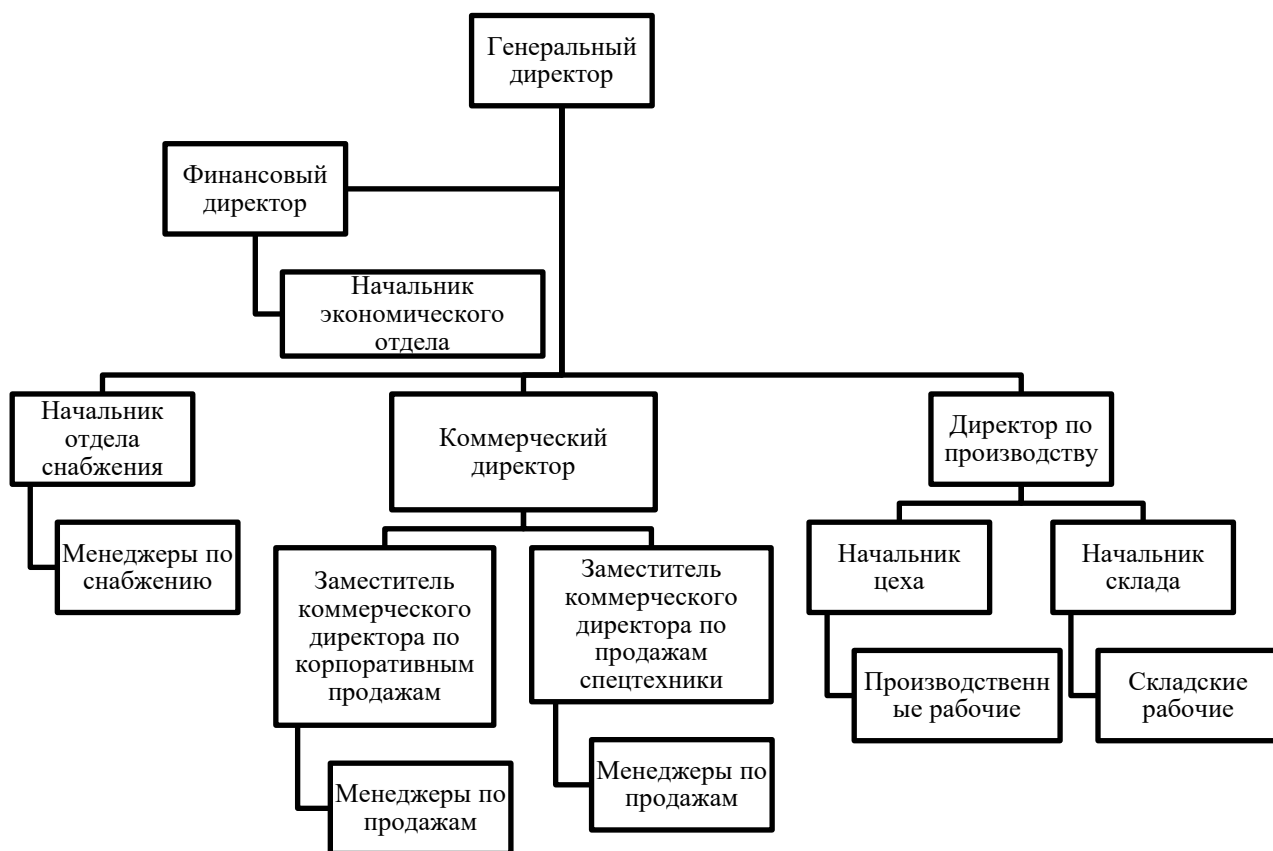 Генеральный
директор
Финансовый
директор
Начальник
экономического
отдела
Начальник
отдела
снабжения
Менеджеры по
снабжению
Коммерческий
директор
Заместитель
коммерческого
директора по
корпоративным
продажам
Менеджеры по
продажам
Заместитель
коммерческого
директора по
продажам
спецтехники
Менеджеры по
продажам
Директор по
производству
Начальник
цеха
Производственн
ые рабочие
Начальник
склада
Складские
рабочие